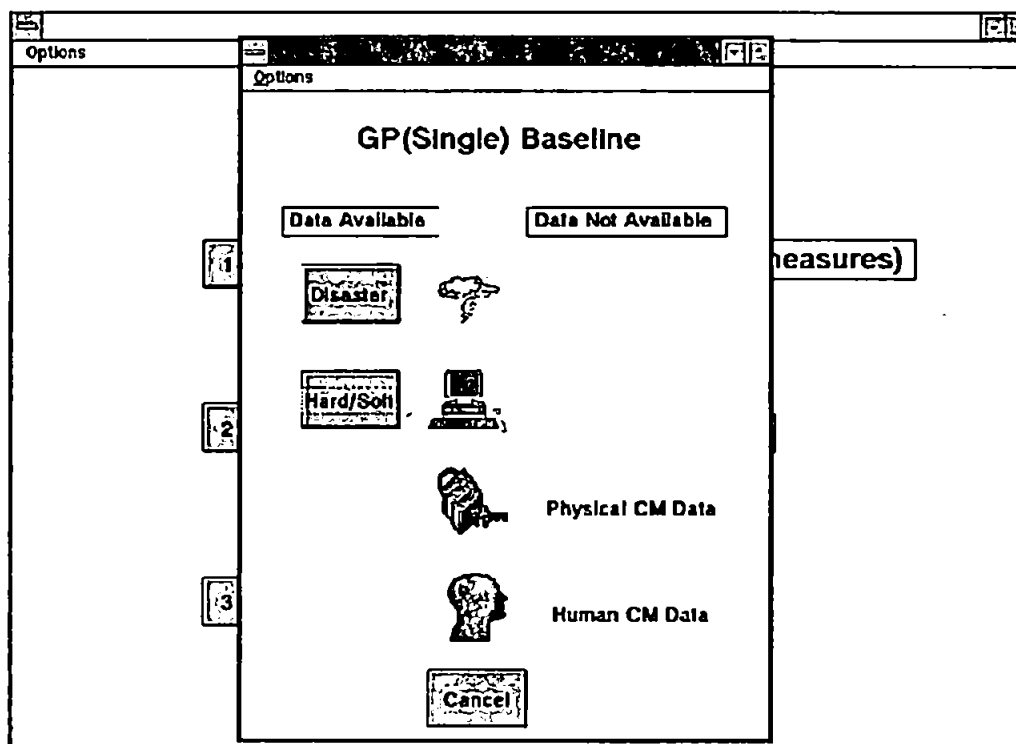 Options
Options
GP(Single) Baseline
Data Available
Data Not Available
1
measures)
Disaster
Hard/Soft
2
Physical CM Data
3
Human CM Data
Cancel